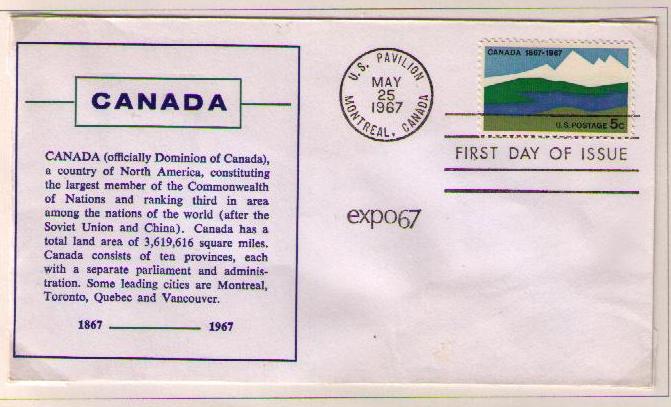 CANADA
CANADA (officially Dominion of Canada),
a country of North America, constituting
the largest member of the Commonwealth
of Nations and ranking third in area
among the nations of the world (after the
Soviet Union and China). Canada has a
total land area of 3,619,616 square miles.
Canada consists of ten provinces, each
with a separate parliament and adminis-
tration. Some leading cities are Montreal,
Toronto, Quebec and Vancouver.
1867 1967
U.S. PAVILION
MAY
25
1967
MONTREAL, CANADA
CANADA 1867-1967
U.S. POSTAGE 5c
FIRST DAY OF ISSUE
expo67